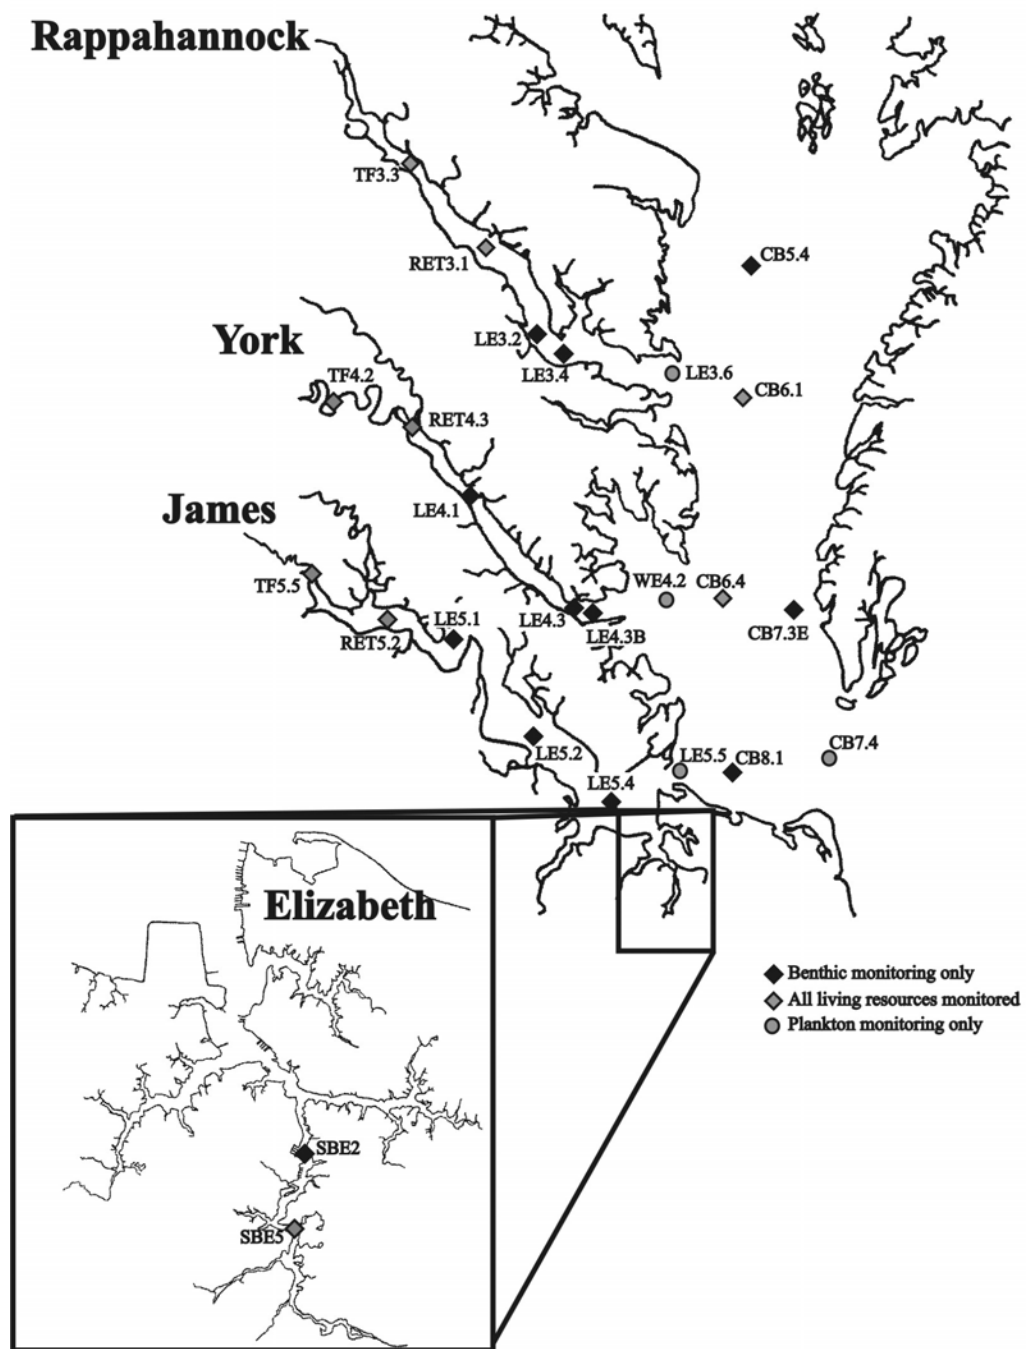 Rappahannock
TF3.3
RET3.1
CB5.4
LE3.2
LE3.4
LE3.6
CB6.1
York
TF4.2
RET4.3
LE4.1
James
TF5.5
RET5.2
LE5.1
LE4.3
LE4.3B
WE4.2
CB6.4
CB7.3E
LE5.2
LE5.4
LE5.5
CB8.1
CB7.4
Elizabeth
SBE2
SBE5
Benthic monitoring only
All living resources monitored
Plankton monitoring only